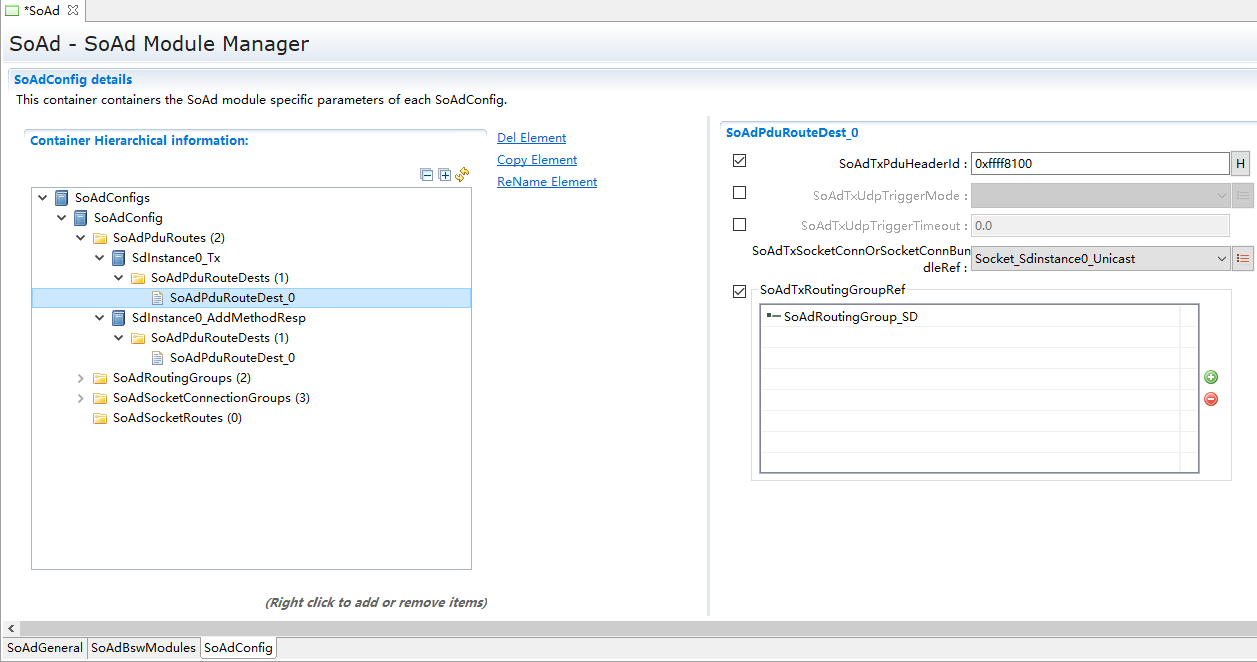 *SoAd
SoAd - SoAd Module Manager
SoAdConfig details
This container containers the SoAd module specific parameters of each SoAdConfig.
Container Hierarchical information:
Del Element
Copy Element
ReName Element
SoAdConfigs
SoAdConfig
SoAdPduRoutes (2)
SdInstance0_Tx
SoAdPduRouteDests (1)
SoAdPduRouteDest_0
SdInstance0_AddMethodResp
SoAdPduRouteDests (1)
SoAdPduRouteDest_0
SoAdRoutingGroups (2)
SoAdSocketConnectionGroups (3)
SoAdSocketRoutes (0)
(Right click to add or remove items)
SoAdPduRouteDest_0
SoAdTxPduHeaderId : 0xffff8100 H
SoAdTxUdpTriggerMode :
SoAdTxUdpTriggerTimeout : 0.0
SoAdTxSocketConnOrSocketConnBun
dleRef : Socket_Sdinstance0_Unicast
SoAdTxRoutingGroupRef
SoAdRoutingGroup_SD
SoAdGeneral SoAdBswModules SoAdConfig